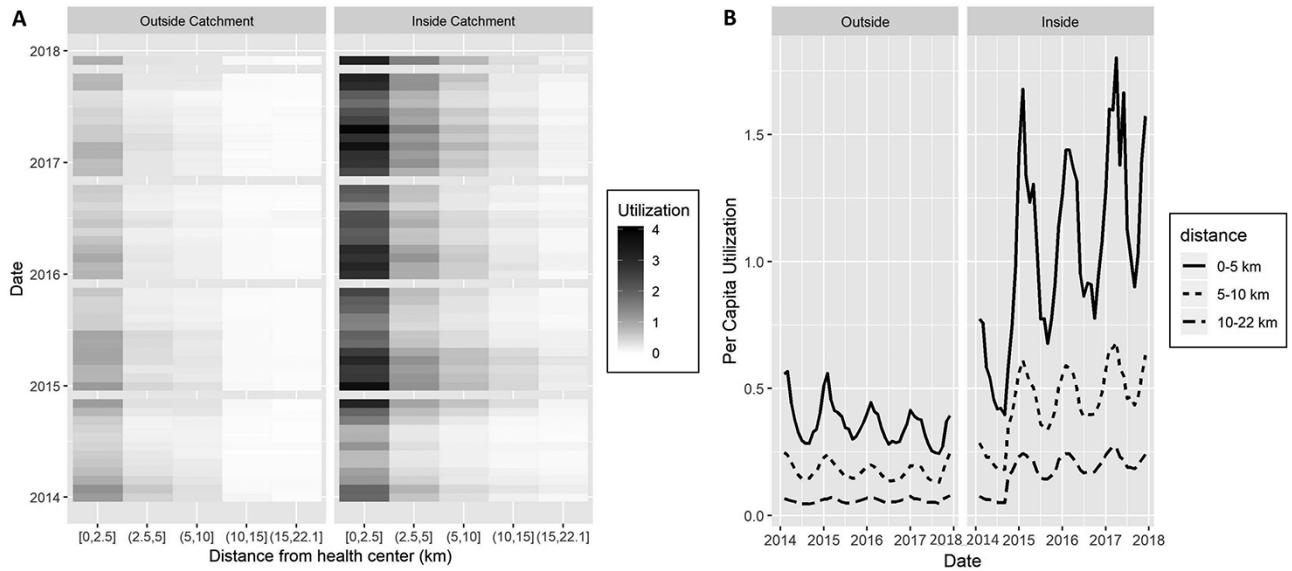 A
Outside Catchment
Inside Catchment
2018
2017
2016
2015
2014
Date
[0,2.5]
(2.5,5]
(5,10]
(10,15]
(15,22.1]
[0,2.5]
(2.5,5]
(5,10]
(10,15]
(15,22.1]
Distance from health center (km)
Utilization
4
3
2
1
0
B
Outside
Inside
1.5
1.0
0.5
0.0
Per Capita Utilization
2014
2015
2016
2017
2018
2014
2015
2016
2017
2018
Date
distance
0-5 km
5-10 km
10-22 km